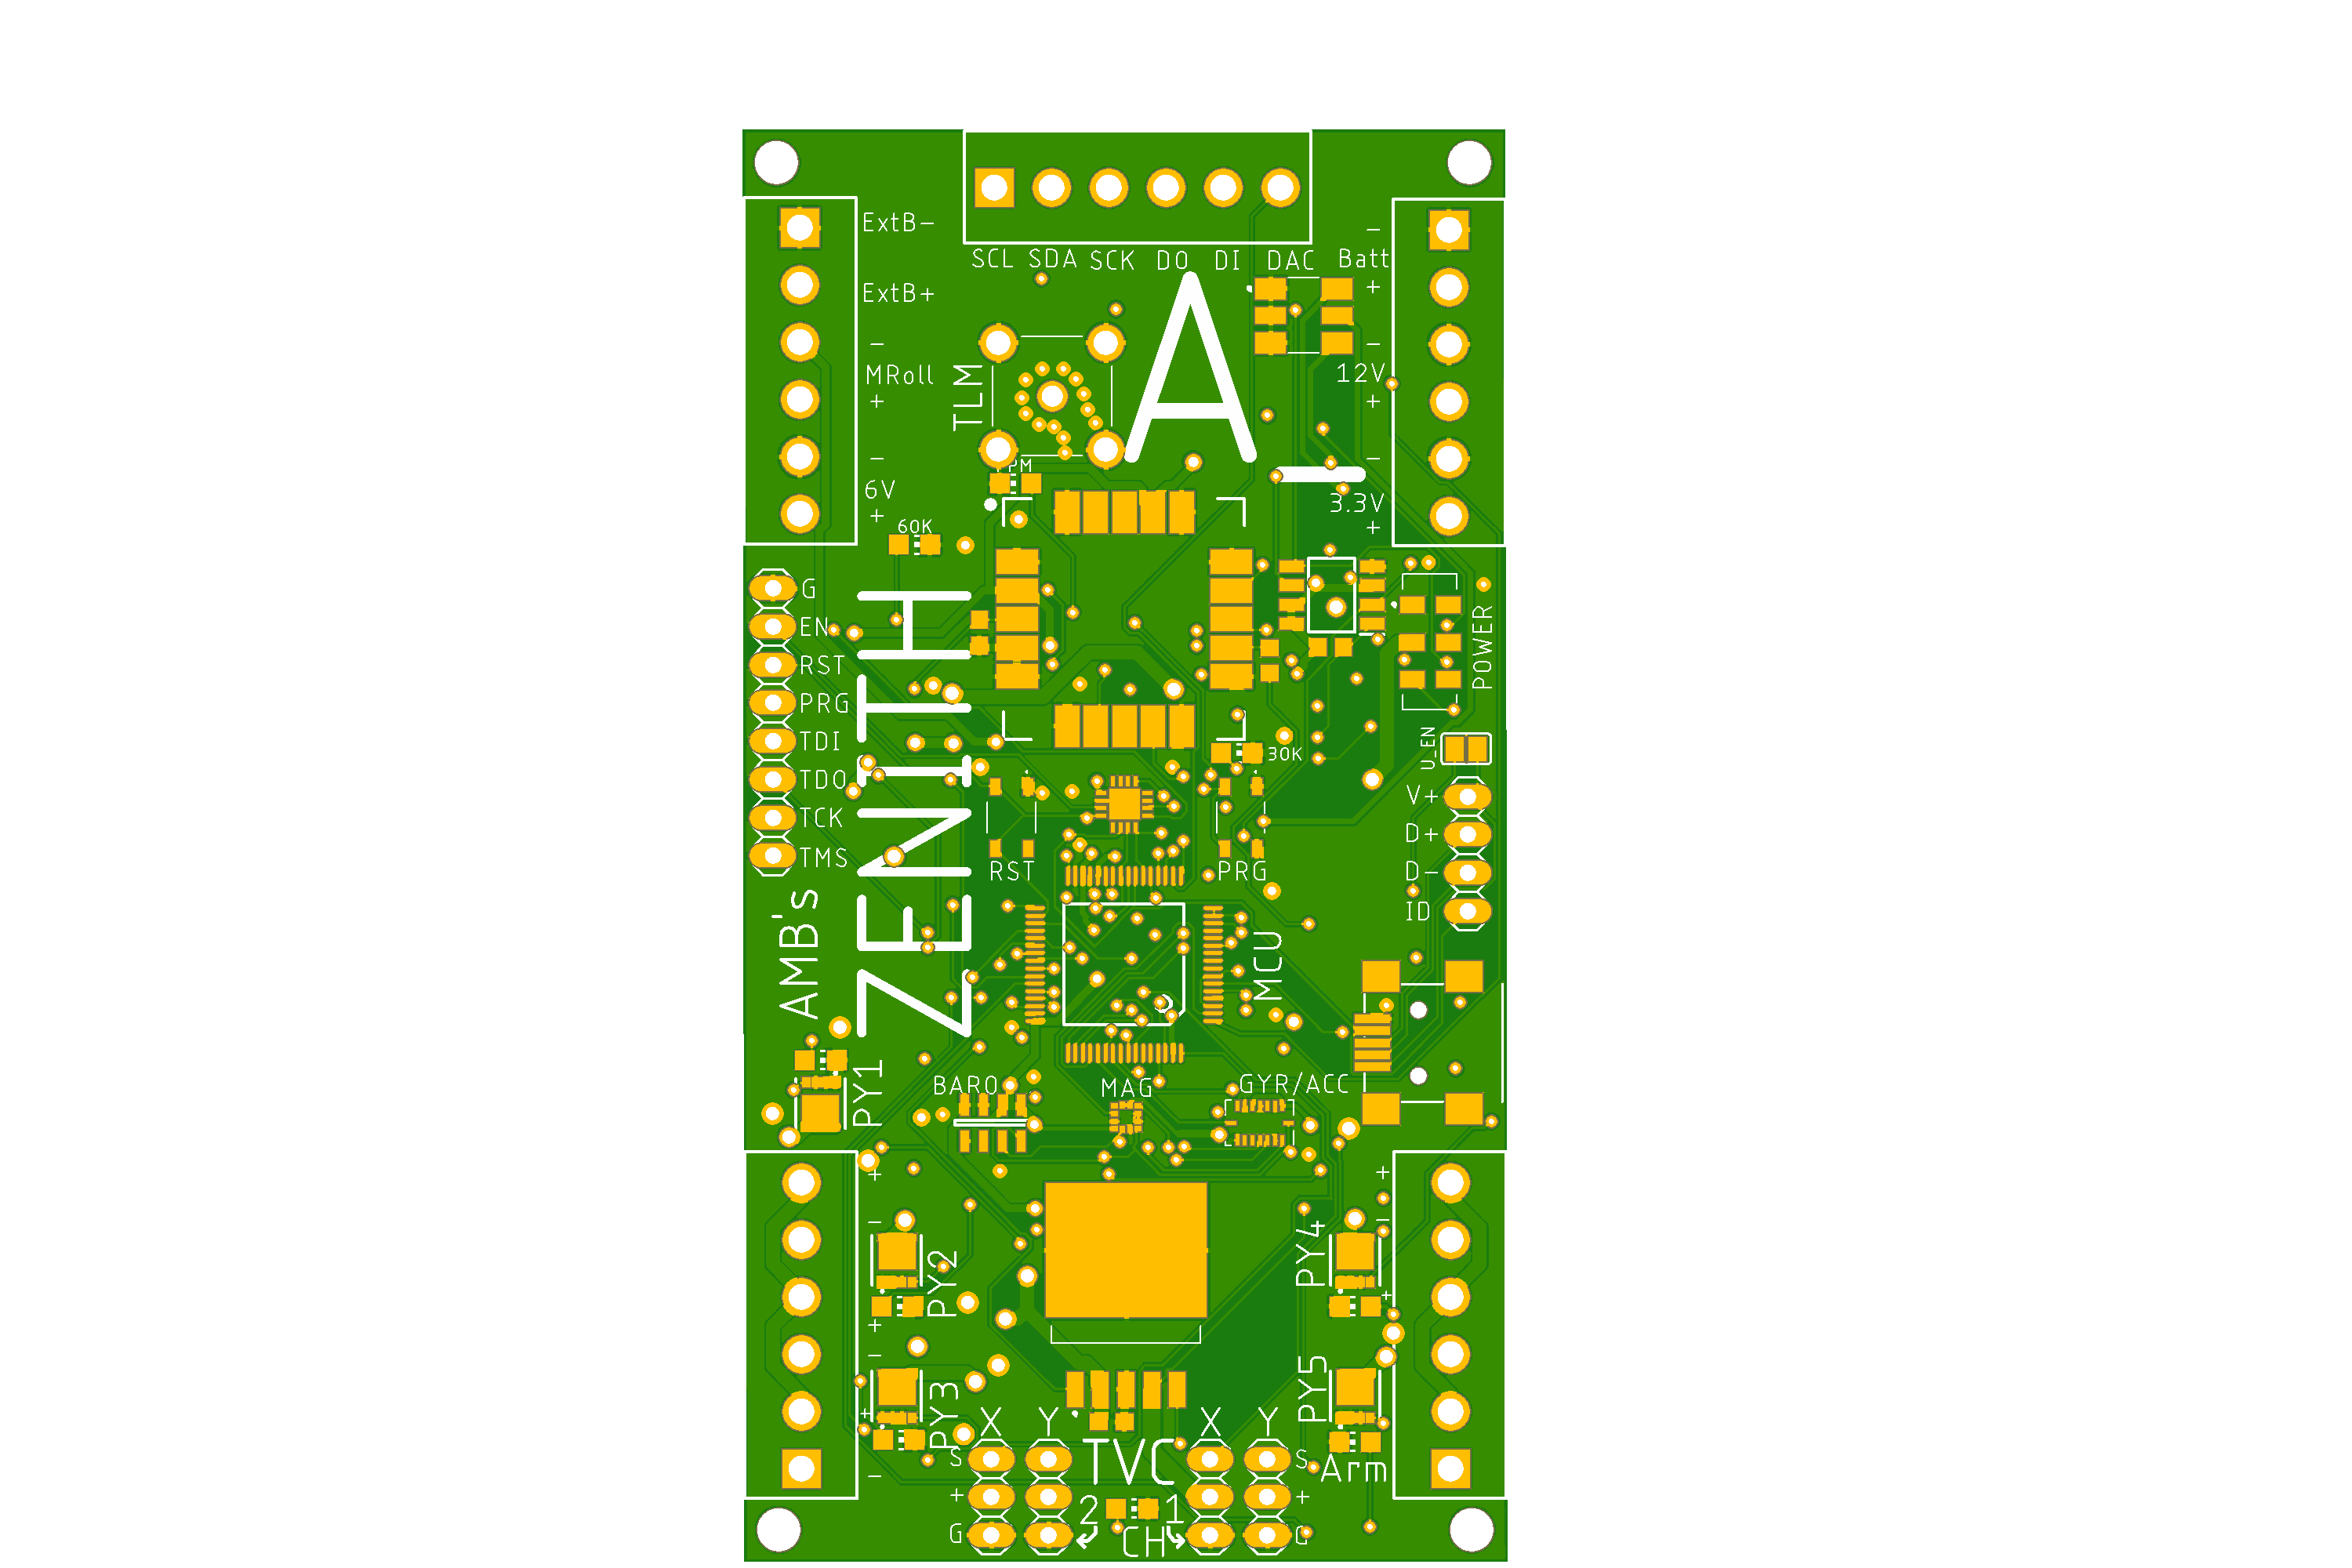 ExtB-
SCL SDA SCK DO DI DAC Batt
-
+
ExtB+
-
MRoll
+
-
6V
+
-
12V
+
-
3.3V
+
TLM
A
60K
G
EN
RST
PRG
TDI
TDO
TCK
TMS
ZENITH
AMB's
POWER
U_EN
30K
V+
D+
D-
ID
RST
PRG
MCU
PY1
BARO
MAG
GYR/ACC
+
-
PY2
+
-
PY3
+
-
+
-
PY4
+
PY5
Arm
X Y
X Y
TVC
S
+
G
S
+
G
2 1
CH